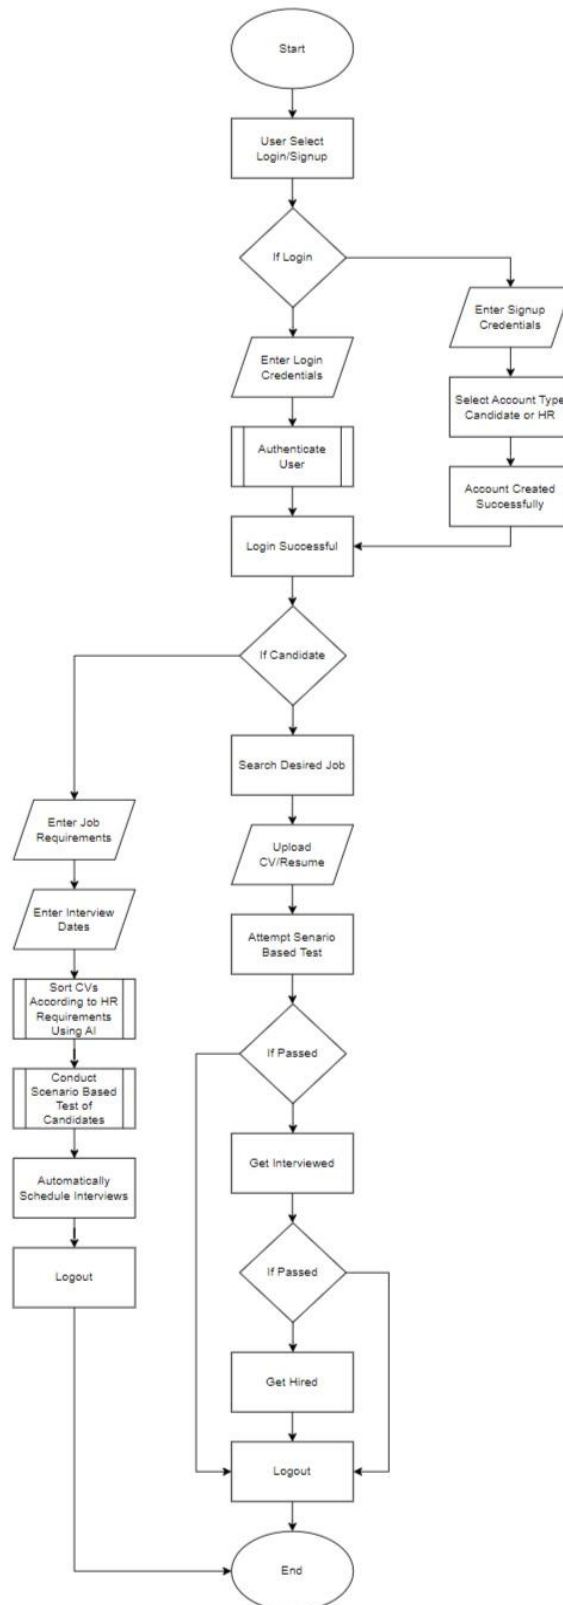 Start
User Select
Login/Signup
If Login
Enter Signup
Credentials
Enter Login
Credentials
Select Account Type
Candidate or HR
Authenticate
User
Account Created
Successfully
Login Successful
If Candidate
Search Desired Job
Enter Job
Requirements
Upload
CV/Resume
Enter Interview
Dates
Attempt Senario
Based Test
Sort CVs
According to HR
Requirements
Using AI
If Passed
Conduct
Scenario Based
Test of
Candidates
Get Interviewed
Automatically
Schedule Interviews
Logout
If Passed
Get Hired
Logout
End